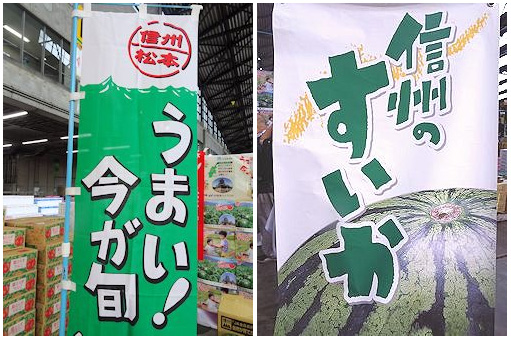 信州
松本
うまい!
今が旬
信州の
すいか